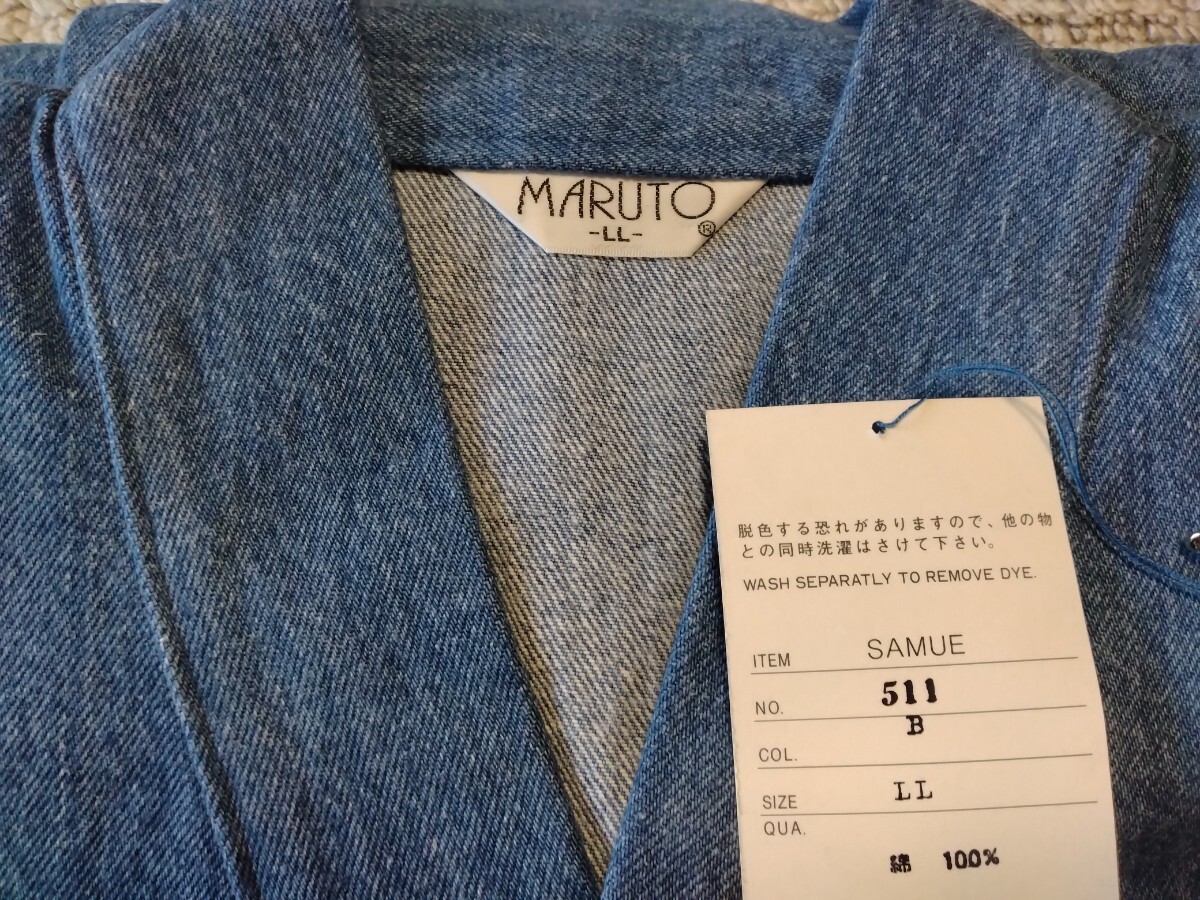 MARUTO
-LL-
®
脱色する恐れがありますので、他の物
との同時洗濯はさけて下さい。
WASH SEPARATLY TO REMOVE DYE.
ITEM SAMUE
NO. 511
B
COL.
SIZE LL
QUA.
綿 100%